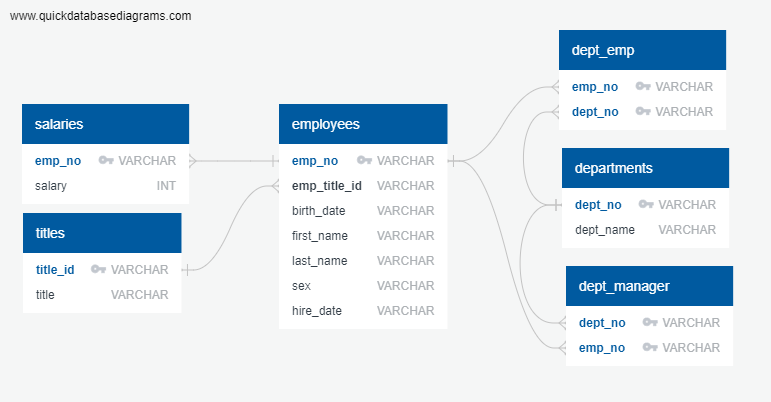 www.quickdatabasediagrams.com
salaries
emp_no VARCHAR
salary INT
titles
title_id VARCHAR
title VARCHAR
employees
emp_no VARCHAR
emp_title_id VARCHAR
birth_date VARCHAR
first_name VARCHAR
last_name VARCHAR
sex VARCHAR
hire_date VARCHAR
dept_emp
emp_no VARCHAR
dept_no VARCHAR
departments
dept_no VARCHAR
dept_name VARCHAR
dept_manager
dept_no VARCHAR
emp_no VARCHAR